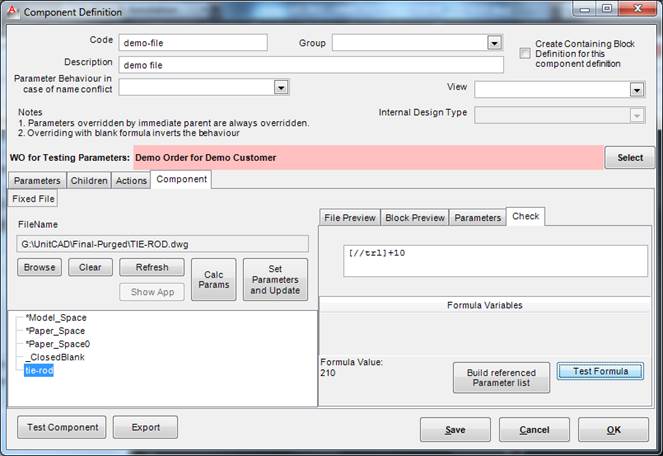 Component Definition
Code
demo-file
Group
Create Containing Block
Definition for this
component definition
Description
demo file
Parameter Behaviour in
case of name conflict
View
Notes
1. Parameters overridden by immediate parent are always overridden.
2. Overriding with blank formula inverts the behaviour
Internal Design Type
WO for Testing Parameters: Demo Order for Demo Customer
Select
Parameters Children Actions Component
Fixed File
FileName
G:\UnitCAD\Final-Purged\TIE-ROD.dwg
Browse Clear Refresh
Show App
Calc
Params
Set
Parameters
and Update
*Model_Space
*Paper_Space
*Paper_Space0
_ClosedBlank
tie-rod
File Preview Block Preview Parameters Check
[//trl]+10
Formula Variables
Formula Value:
210
Build referenced
Parameter list
Test Formula
Test Component Export
Save Cancel OK